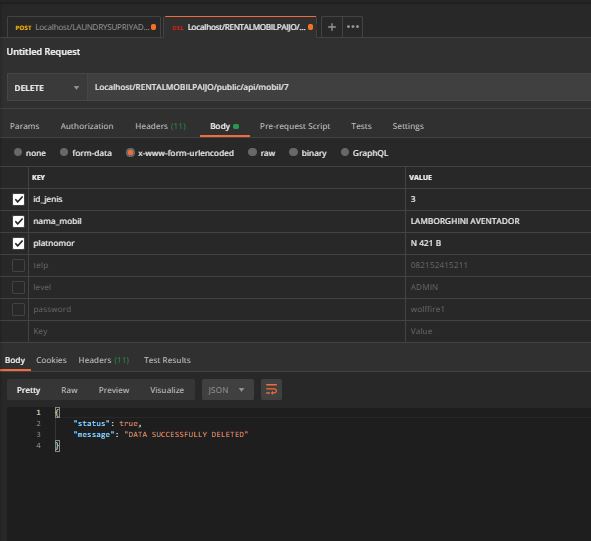 POST Localhost/LAUNDRYSUPRIYAD...
DEL Localhost/RENTALMOBILPAIJO/...
Untitled Request
DELETE Localhost/RENTALMOBILPAIJO/public/api/mobil/7
Params Authorization Headers (11) Body Pre-request Script Tests Settings
none form-data x-www-form-urlencoded raw binary GraphQL
KEY VALUE
id_jenis 3
nama_mobil LAMBORGHINI AVENTADOR
platnomor N 421 B
telp 082152415211
level ADMIN
password wolffire1
Key Value
Body Cookies Headers (11) Test Results
Pretty Raw Preview Visualize JSON
1 {
2 "status": true,
3 "message": "DATA SUCCESSFULLY DELETED"
4 }